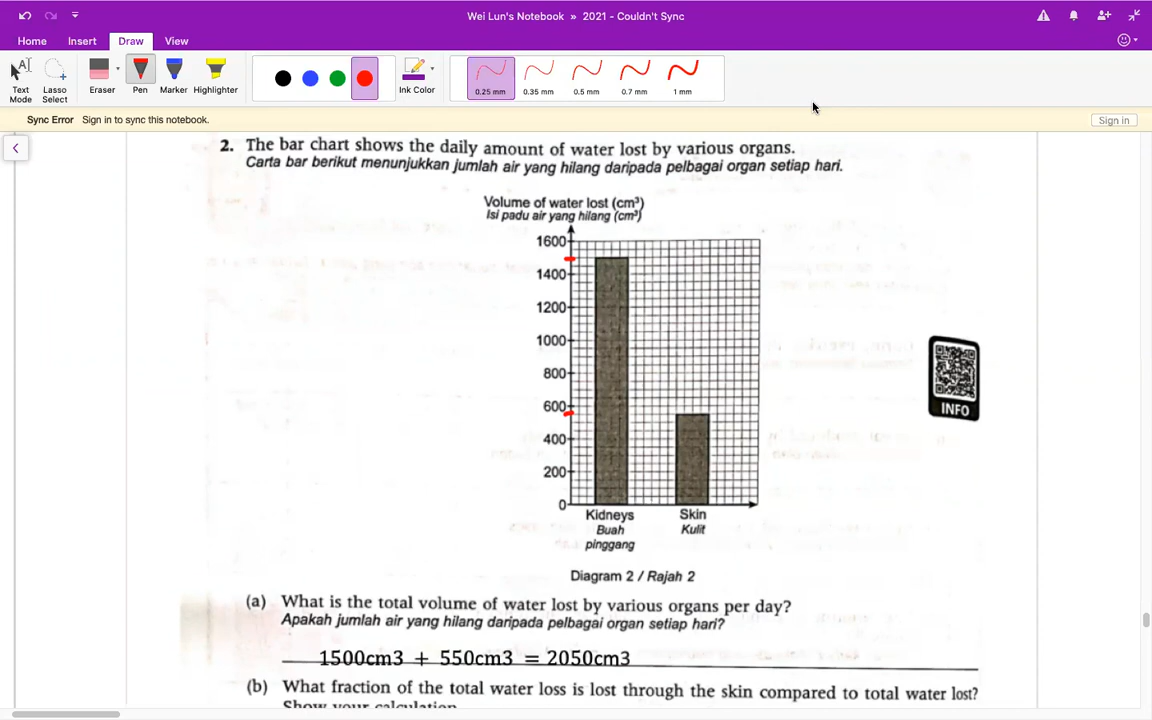 Wei Lun's Notebook » 2021 - Couldn't Sync
Home Insert Draw View
Text Mode
Lasso Select
Eraser
Pen
Marker
Highlighter
Ink Color
0.25 mm
0.35 mm
0.5 mm
0.7 mm
1 mm
Sync Error Sign in to sync this notebook.
Sign in
2. The bar chart shows the daily amount of water lost by various organs.
Carta bar berikut menunjukkan jumlah air yang hilang daripada pelbagai organ setiap hari.
Volume of water lost (cm³)
Isi padu air yang hilang (cm³)
1600
1400
1200
1000
800
600
400
200
0
Kidneys
Buah
pinggang
Skin
Kulit
INFO
Diagram 2 / Rajah 2
(a) What is the total volume of water lost by various organs per day?
Apakah jumlah air yang hilang daripada pelbagai organ setiap hari?
1500cm3 + 550cm3 = 2050cm3
(b) What fraction of the total water loss is lost through the skin compared to total water lost?
Show your calculation